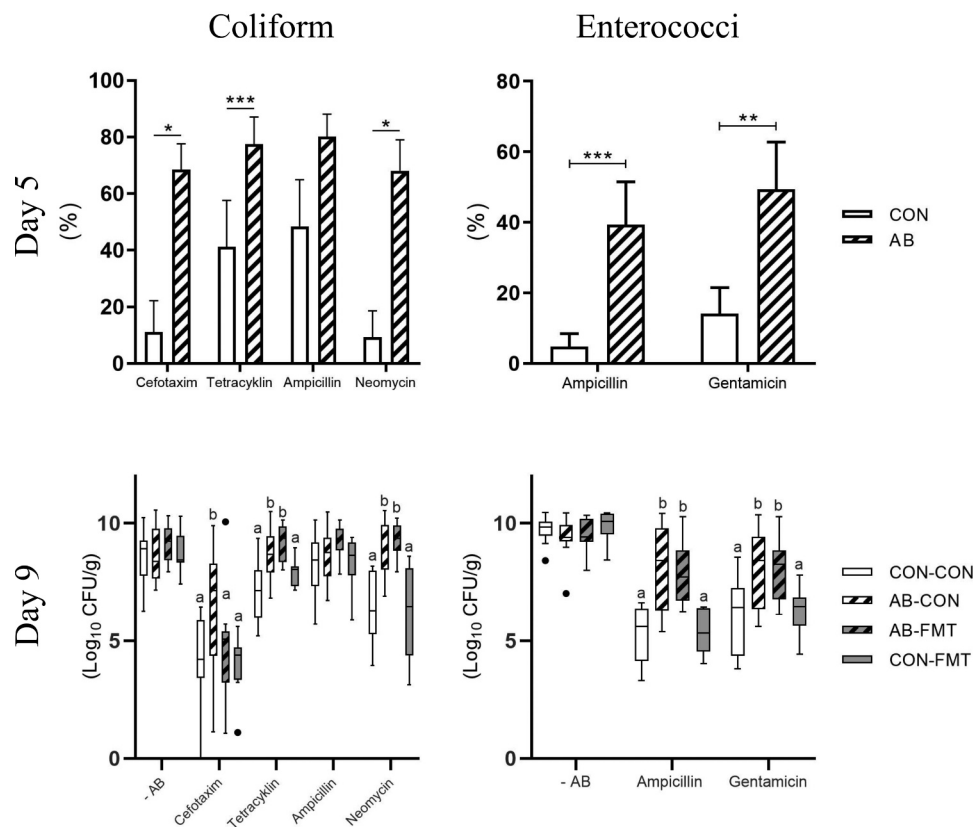 Coliform
Enterococci
Day 5
(%)
100
80
60
40
20
0
*
***
*
Cefotaxim Tetracyklin Ampicillin Neomycin
(%)
80
60
40
20
0
***
**
Ampicillin Gentamicin
CON
AB
Day 9
(Log10 CFU/g)
10
5
0
a b a a
a b b a
a b b a
- AB Cefotaxim Tetracyklin Ampicillin Neomycin
(Log10 CFU/g)
10
5
0
a b b a
a b b a
- AB Ampicillin Gentamicin
CON-CON
AB-CON
AB-FMT
CON-FMT